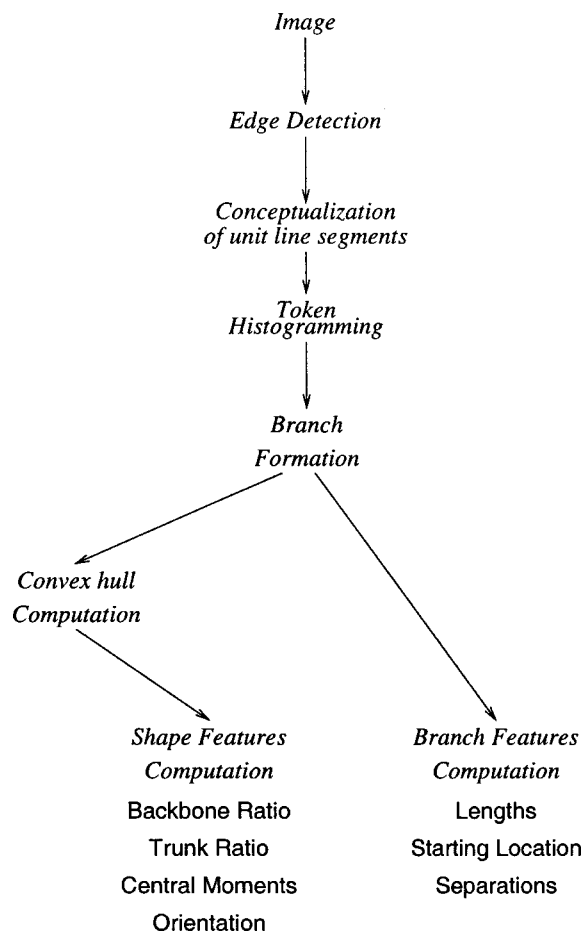 Image
Edge Detection
Conceptualization
of unit line segments
Token
Histogramming
Branch
Formation
Convex hull
Computation
Shape Features
Computation
Backbone Ratio
Trunk Ratio
Central Moments
Orientation
Branch Features
Computation
Lengths
Starting Location
Separations